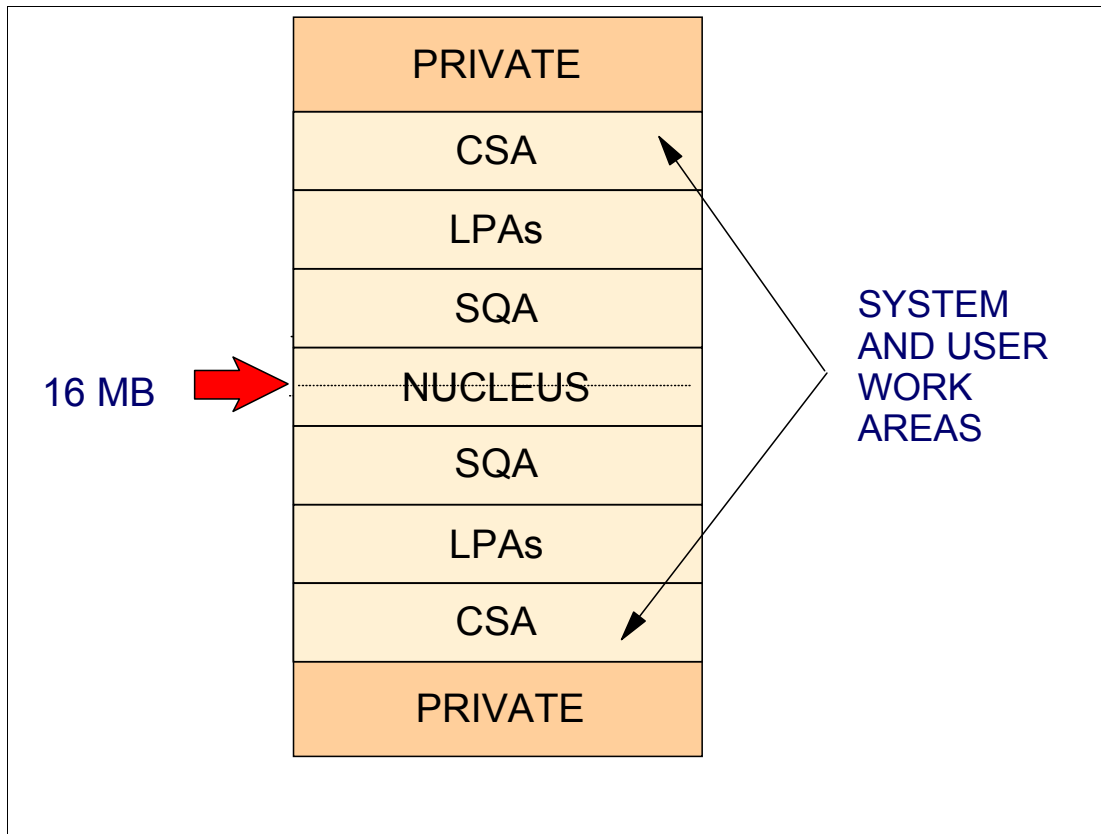 PRIVATE
CSA
LPAs
SQA
16 MB
NUCLEUS
SQA
LPAs
CSA
PRIVATE
SYSTEM
AND USER
WORK
AREAS